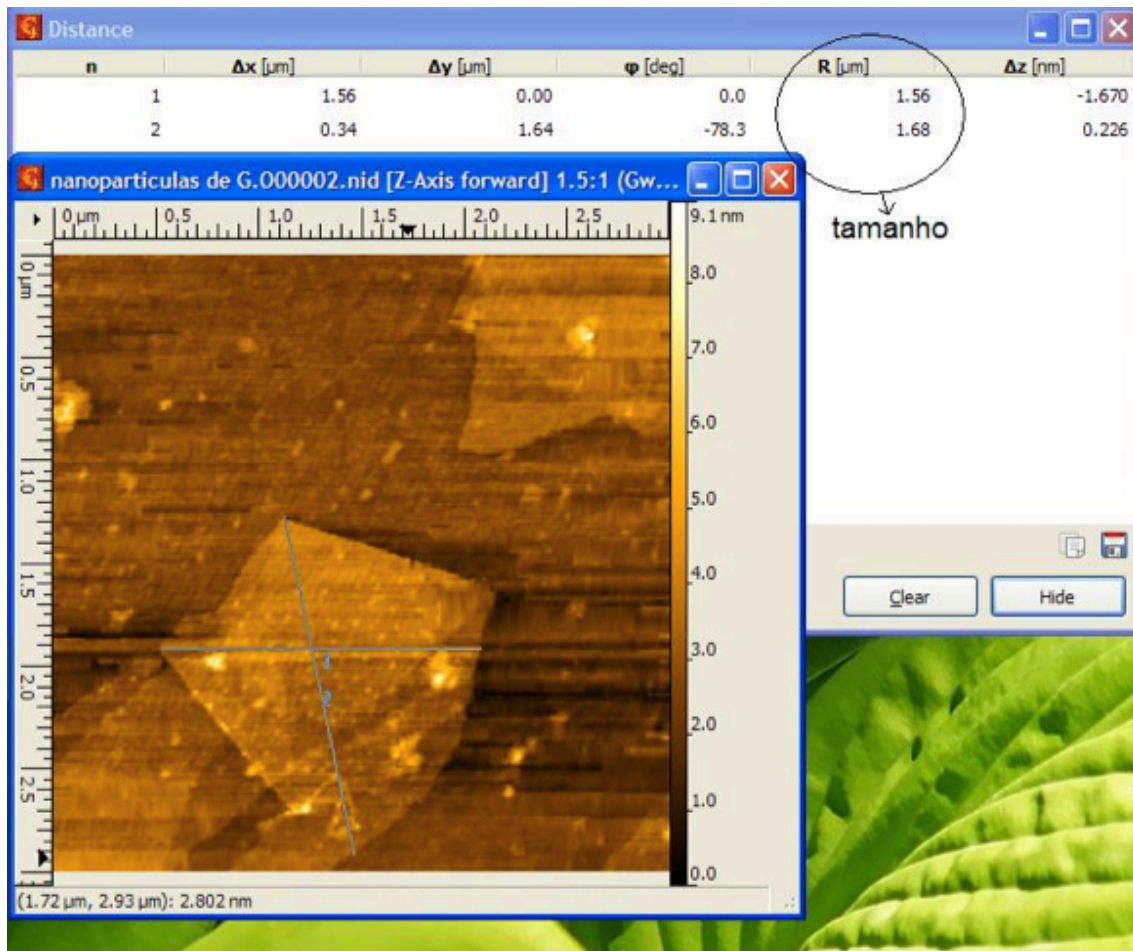 Distance
n Δx [µm] Δy [µm] φ [deg] R [µm] Δz [nm]
1 1.56 0.00 0.0 1.56 -1.670
2 0.34 1.64 -78.3 1.68 0.226
tamanho
nanoparticulas de G.O00002.nid [Z-Axis forward] 1.5:1 (Gw...
0 µm 0.5 1.0 1.5 2.0 2.5
0 µm
0.5
1.0
1.5
2.0
2.5
1
2
9.1 nm
8.0
7.0
6.0
5.0
4.0
3.0
2.0
1.0
0.0
(1.72 µm, 2.93 µm): 2.802 nm
Clear Hide